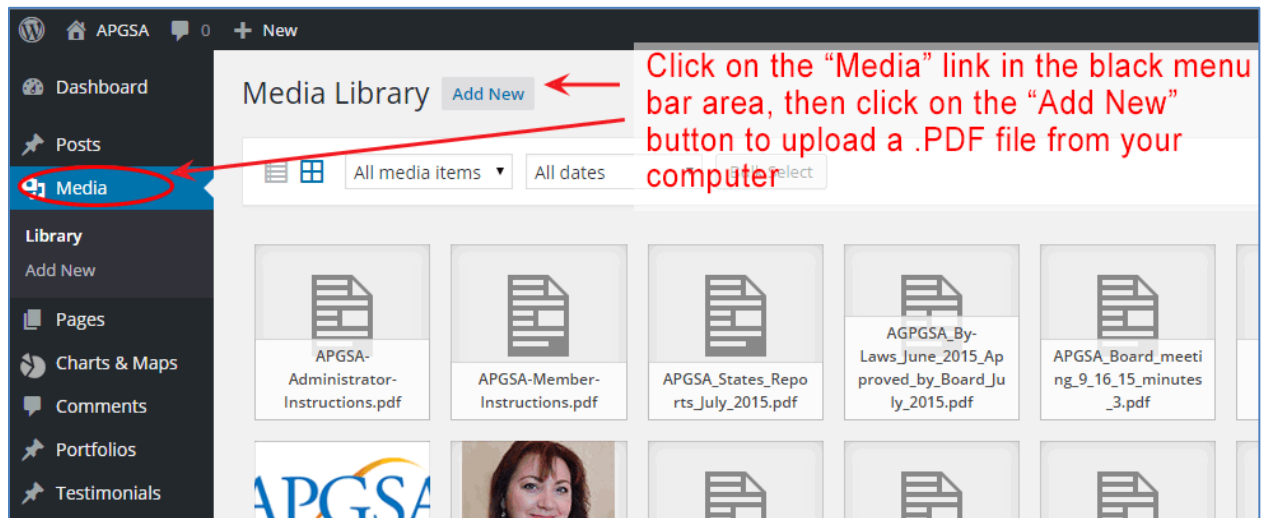 APGSA 0 + New
Dashboard
Posts
Media
Library
Add New
Pages
Charts & Maps
Comments
Portfolios
Testimonials
Media Library Add New
Click on the “Media” link in the black menu
bar area, then click on the “Add New”
button to upload a .PDF file from your
computer
All media items All dates Bulk Select
APGSA-
Administrator-
Instructions.pdf
APGSA-Member-
Instructions.pdf
APGSA_States_Repo
rts_July_2015.pdf
AGPGSA_By-
Laws_June_2015_Ap
proved_by_Board_Ju
ly_2015.pdf
APGSA_Board_meeti
ng_9_16_15_minutes
_3.pdf
APGSA